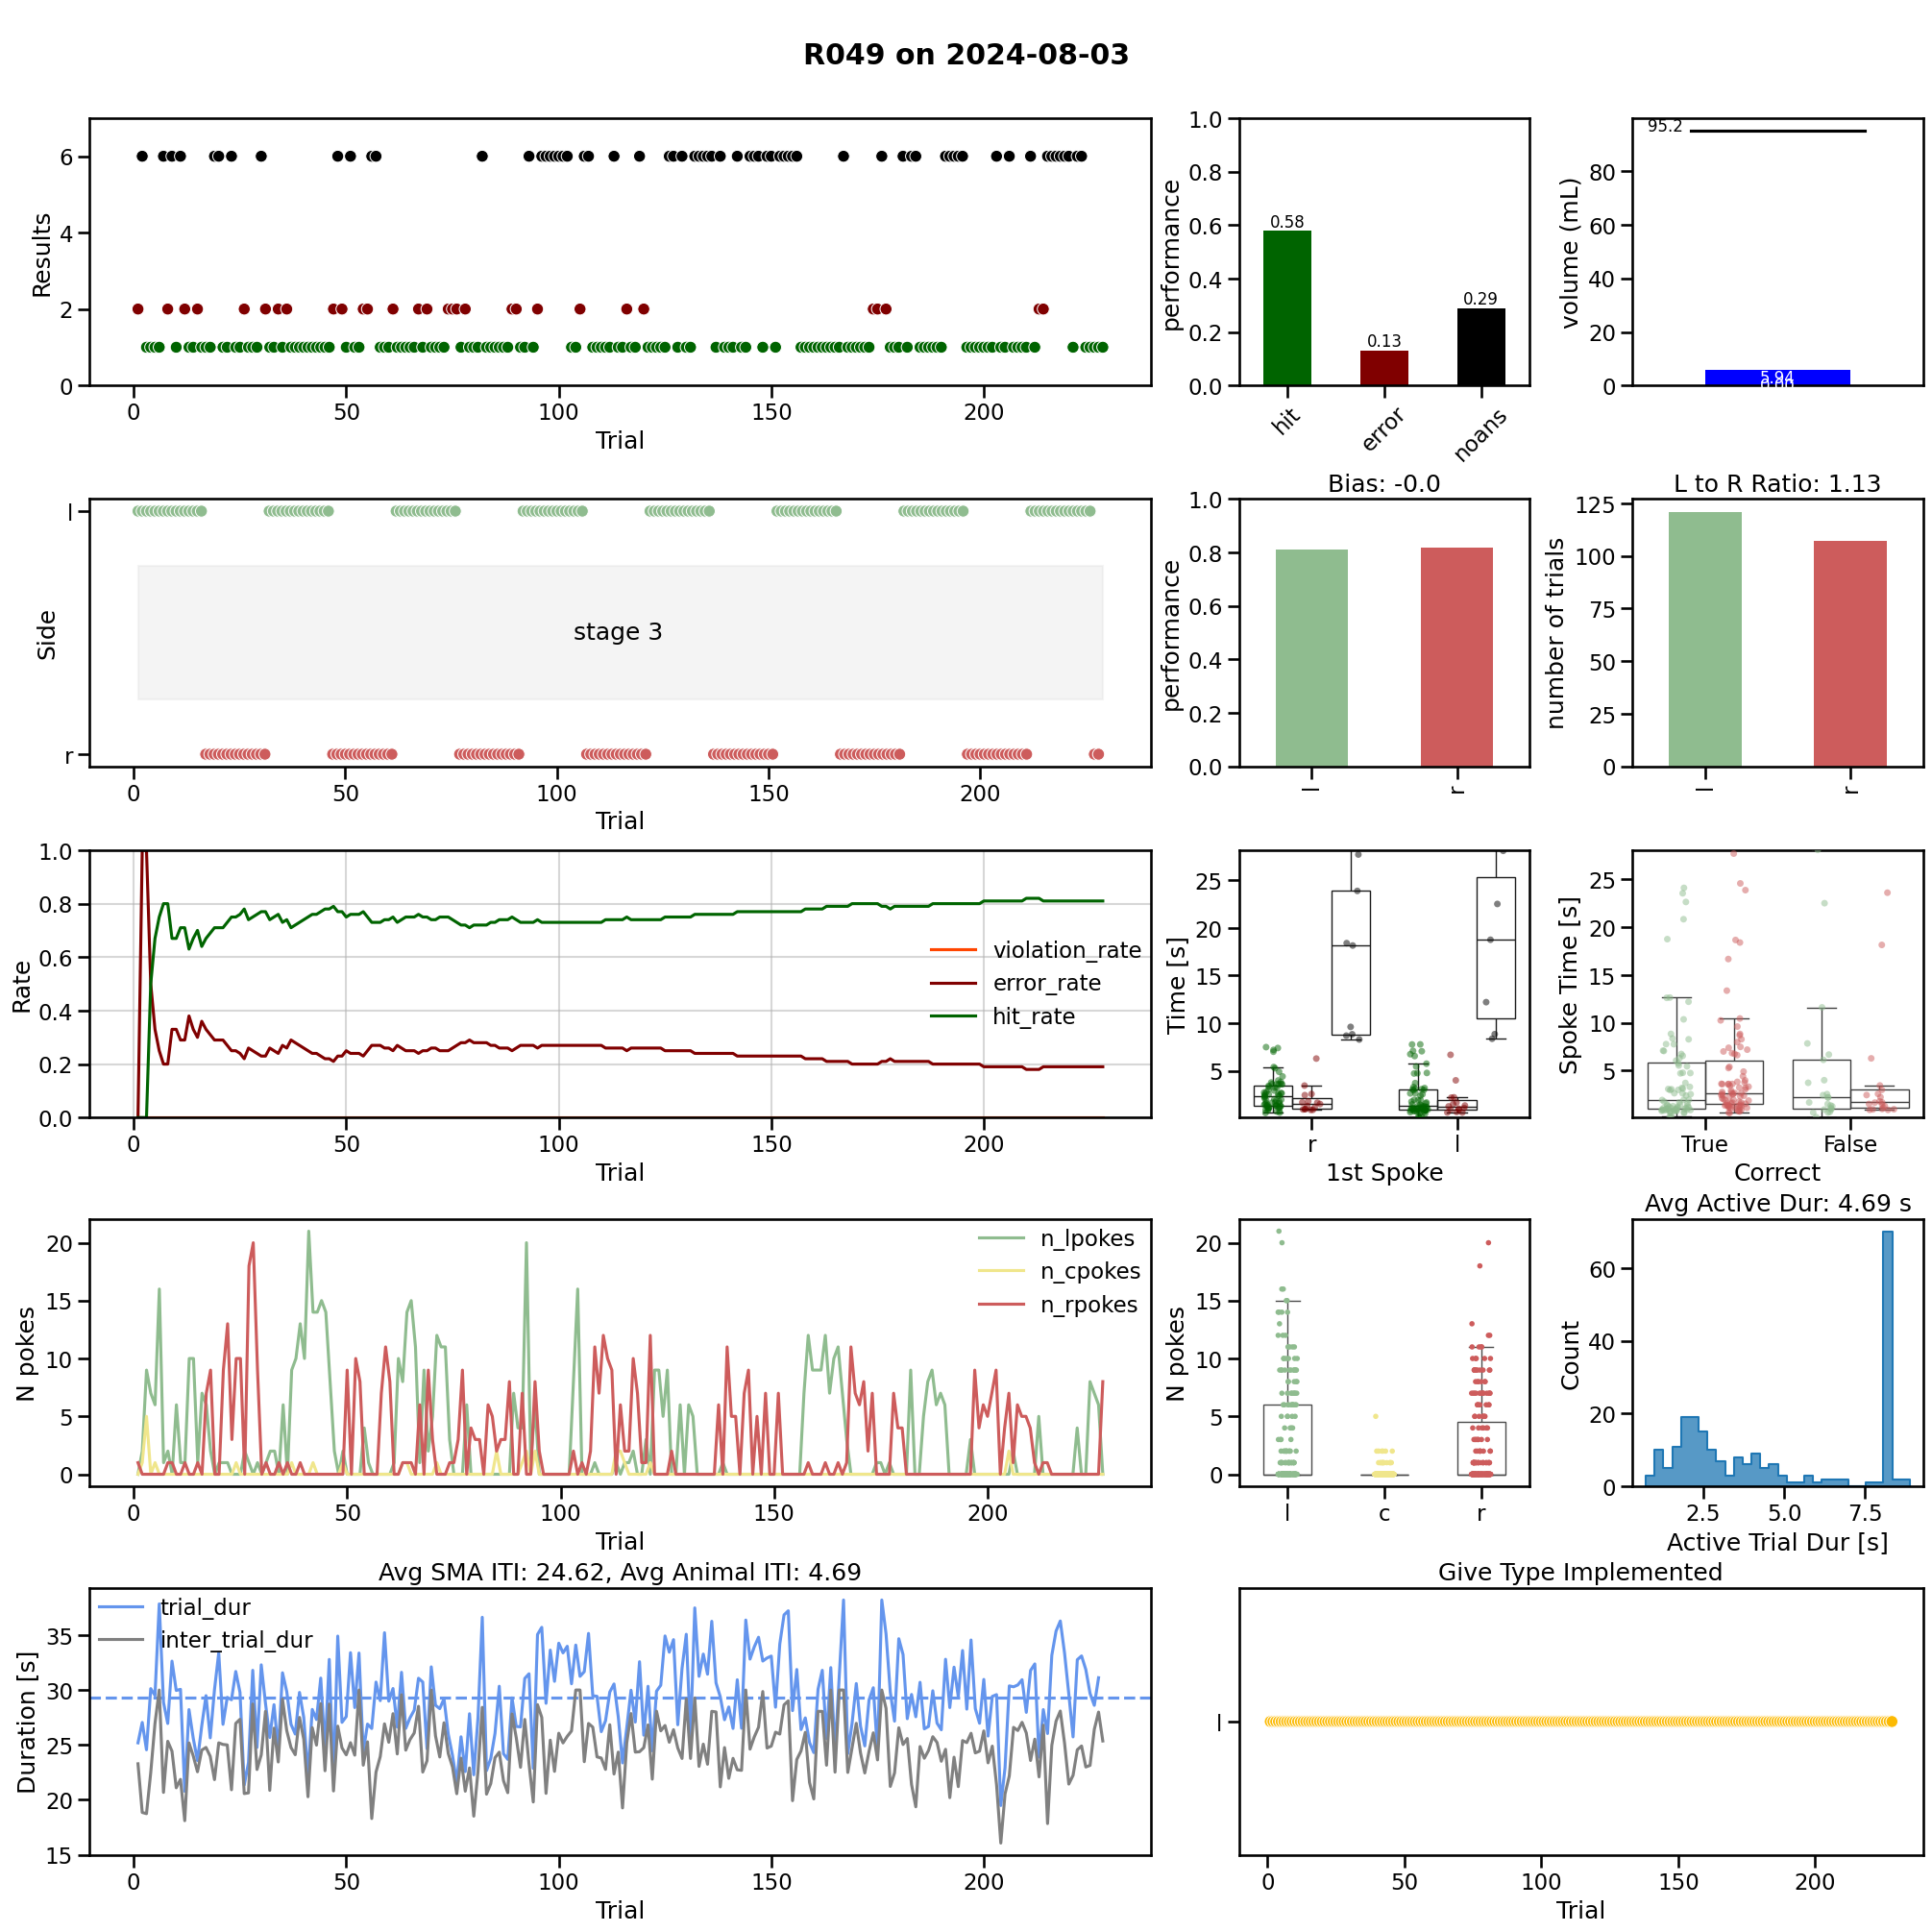 R049 on 2024-08-03
Results
6
4
2
0
0 50 100 150 200
Trial
performance
1.0
0.8
0.6
0.4
0.2
0.0
0.58
0.13
0.29
hit error noans
volume (mL)
80
60
40
20
0
95.2
5.94
Side
l
r
stage 3
0 50 100 150 200
Trial
Bias: -0.0
performance
1.0
0.8
0.6
0.4
0.2
0.0
l r
L to R Ratio: 1.13
number of trials
125
100
75
50
25
0
l r
Rate
1.0
0.8
0.6
0.4
0.2
0.0
violation_rate
error_rate
hit_rate
0 50 100 150 200
Trial
Time [s]
25
20
15
10
5
r l
1st Spoke
Spoke Time [s]
25
20
15
10
5
True False
Correct
N pokes
20
15
10
5
0
n_lpokes
n_cpokes
n_rpokes
0 50 100 150 200
Trial
N pokes
20
15
10
5
0
l c r
Avg Active Dur: 4.69 s
Count
60
40
20
0
2.5 5.0 7.5
Active Trial Dur [s]
Avg SMA ITI: 24.62, Avg Animal ITI: 4.69
Duration [s]
35
30
25
20
15
trial_dur
inter_trial_dur
0 50 100 150 200
Trial
Give Type Implemented
l
0 50 100 150 200
Trial